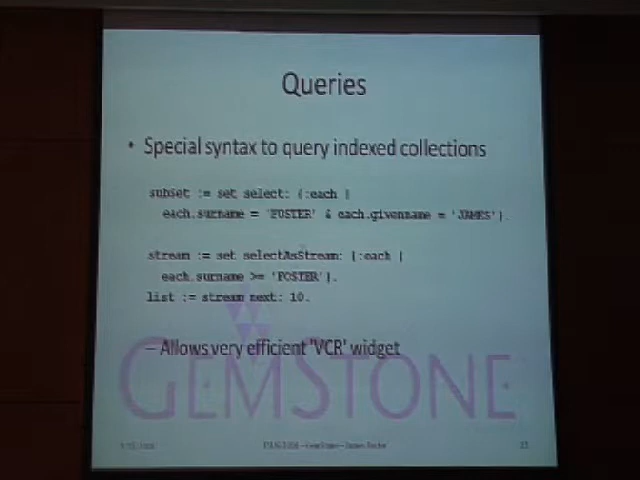 Queries
• Special syntax to query indexed collections
subset := set select: {:each |
each.surname = 'FOSTER' & each.givenname = 'JAMES'}.
stream := set selectAsStream: {:each |
each.surname >= 'FOSTER'}.
list := stream next: 10.
– Allows very efficient 'VCR' widget
GEMSTONE